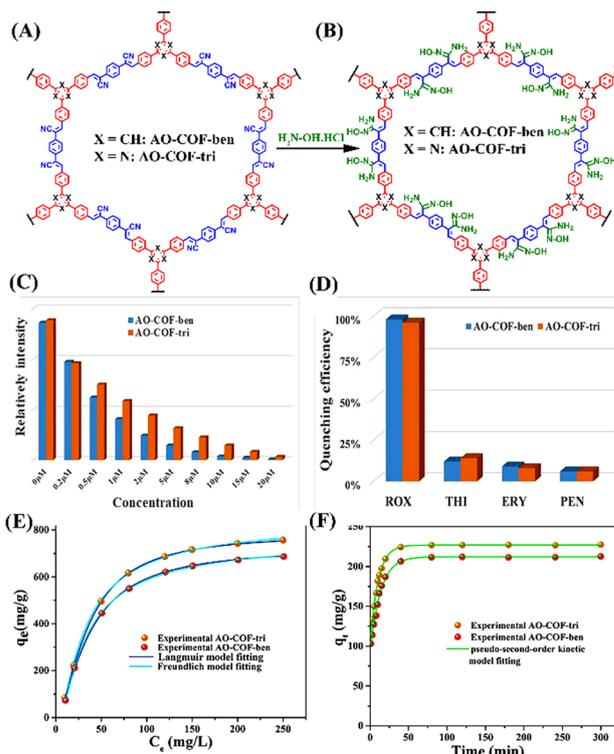 (A)
(B)
X = CH: AO-COF-ben
X = N: AO-COF-tri
H₂N-OH.HCl
X = CH: AO-COF-ben
X = N: AO-COF-tri
(C)
AO-COF-ben
AO-COF-tri
Relatively intensity
0μM 0.2μM 0.5μM 1μM 2μM 5μM 8μM 10μM 15μM 20μM
Concentration
(D)
AO-COF-ben AO-COF-tri
Quenching efficiency
100%
75%
50%
25%
0%
ROX THI ERY PEN
(E)
qe(mg/g)
800
600
400
200
0
Experimental AO-COF-tri
Experimental AO-COF-ben
Langmuir model fitting
Freundlich model fitting
0 50 100 150 200 250
Ce (mg/L)
(F)
qt (mg/g)
250
200
150
100
50
0
Experimental AO-COF-tri
Experimental AO-COF-ben
pseudo-second-order kinetic
model fitting
0 50 100 150 200 250 300
Time (min)